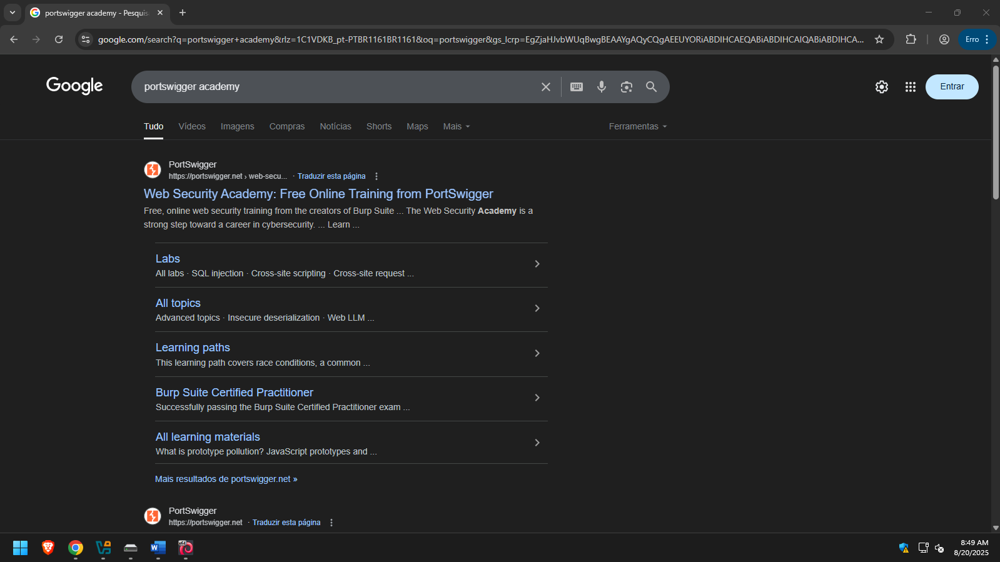 portswigger academy - Pesquis
google.com/search?q=portswigger+academy&rlz=1C1VDKB_pt-PTBR1161BR1161&oq=portswigger&gs_lcrp=EgZjaHJvbWUqBwgBEAAYgAQyCQgAEEUYORiABDIHCAEQABiABDIHCAIQABiABDIHCA...
Erro
Google
portswigger academy
Entrar
Tudo Vídeos Imagens Compras Notícias Shorts Maps Mais Ferramentas
PortSwigger
https://portswigger.net › web-secu... · Traduzir esta página
Web Security Academy: Free Online Training from PortSwigger
Free, online web security training from the creators of Burp Suite ... The Web Security Academy is a
strong step toward a career in cybersecurity. ... Learn ...
Labs
All labs · SQL injection · Cross-site scripting · Cross-site request ...
All topics
Advanced topics · Insecure deserialization · Web LLM ...
Learning paths
This learning path covers race conditions, a common ...
Burp Suite Certified Practitioner
Successfully passing the Burp Suite Certified Practitioner exam ...
All learning materials
What is prototype pollution? JavaScript prototypes and ...
Mais resultados de portswigger.net »
PortSwigger
https://portswigger.net · Traduzir esta página
W
x64
8:49 AM
8/20/2025